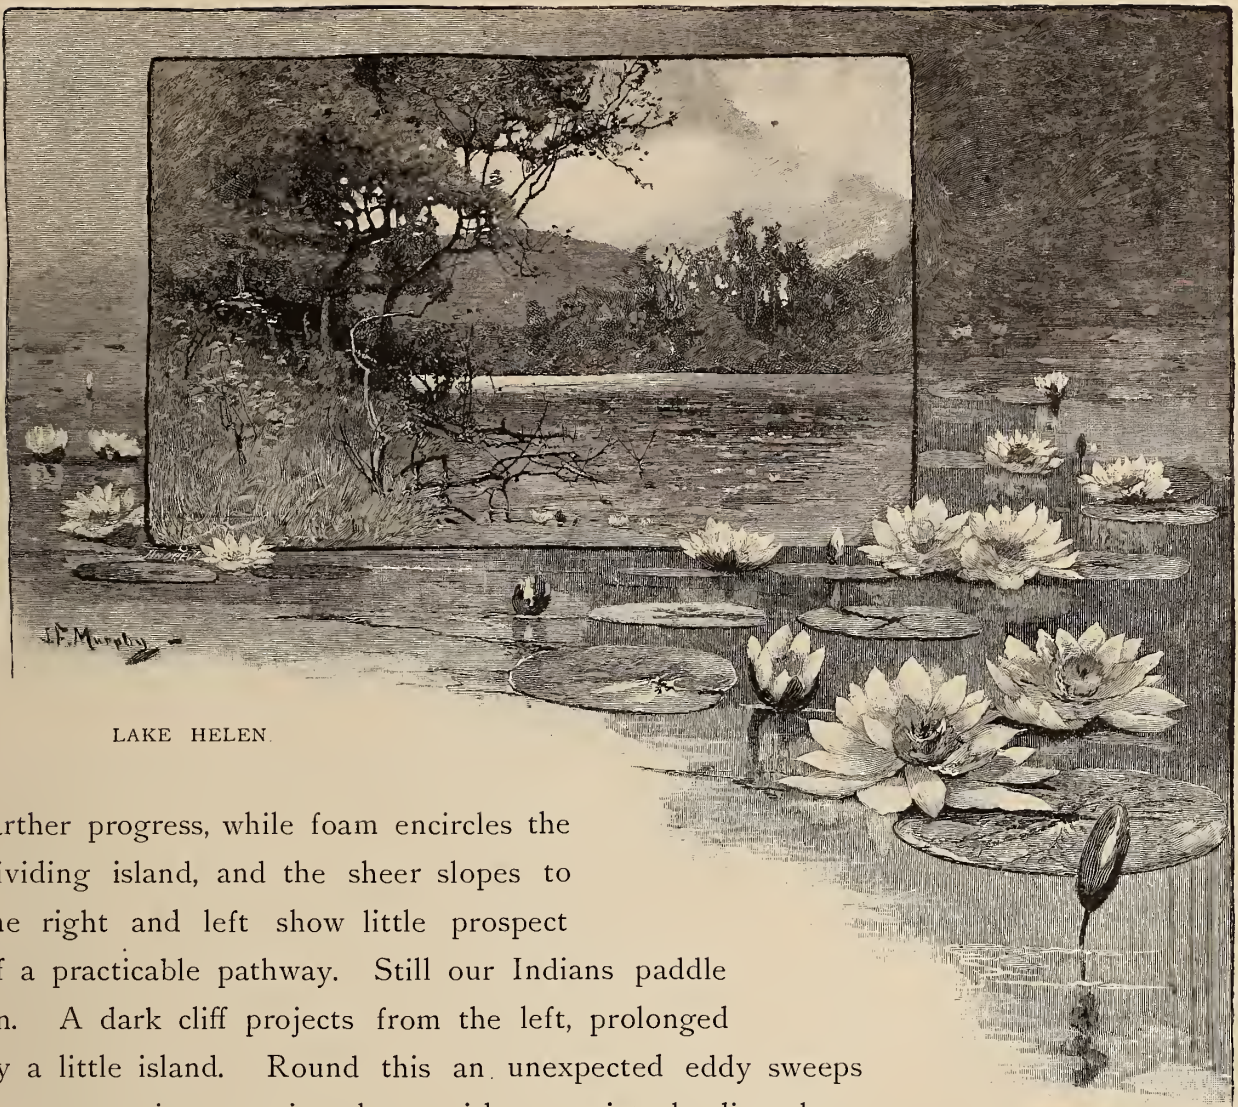 J.F. Murphy
LAKE HELEN.
rther progress, while foam encircles the
ividing island, and the sheer slopes to
e right and left show little prospect
f a practicable pathway. Still our Indians paddle
n. A dark cliff projects from the left, prolonged
y a little island. Round this an unexpected eddy sweeps